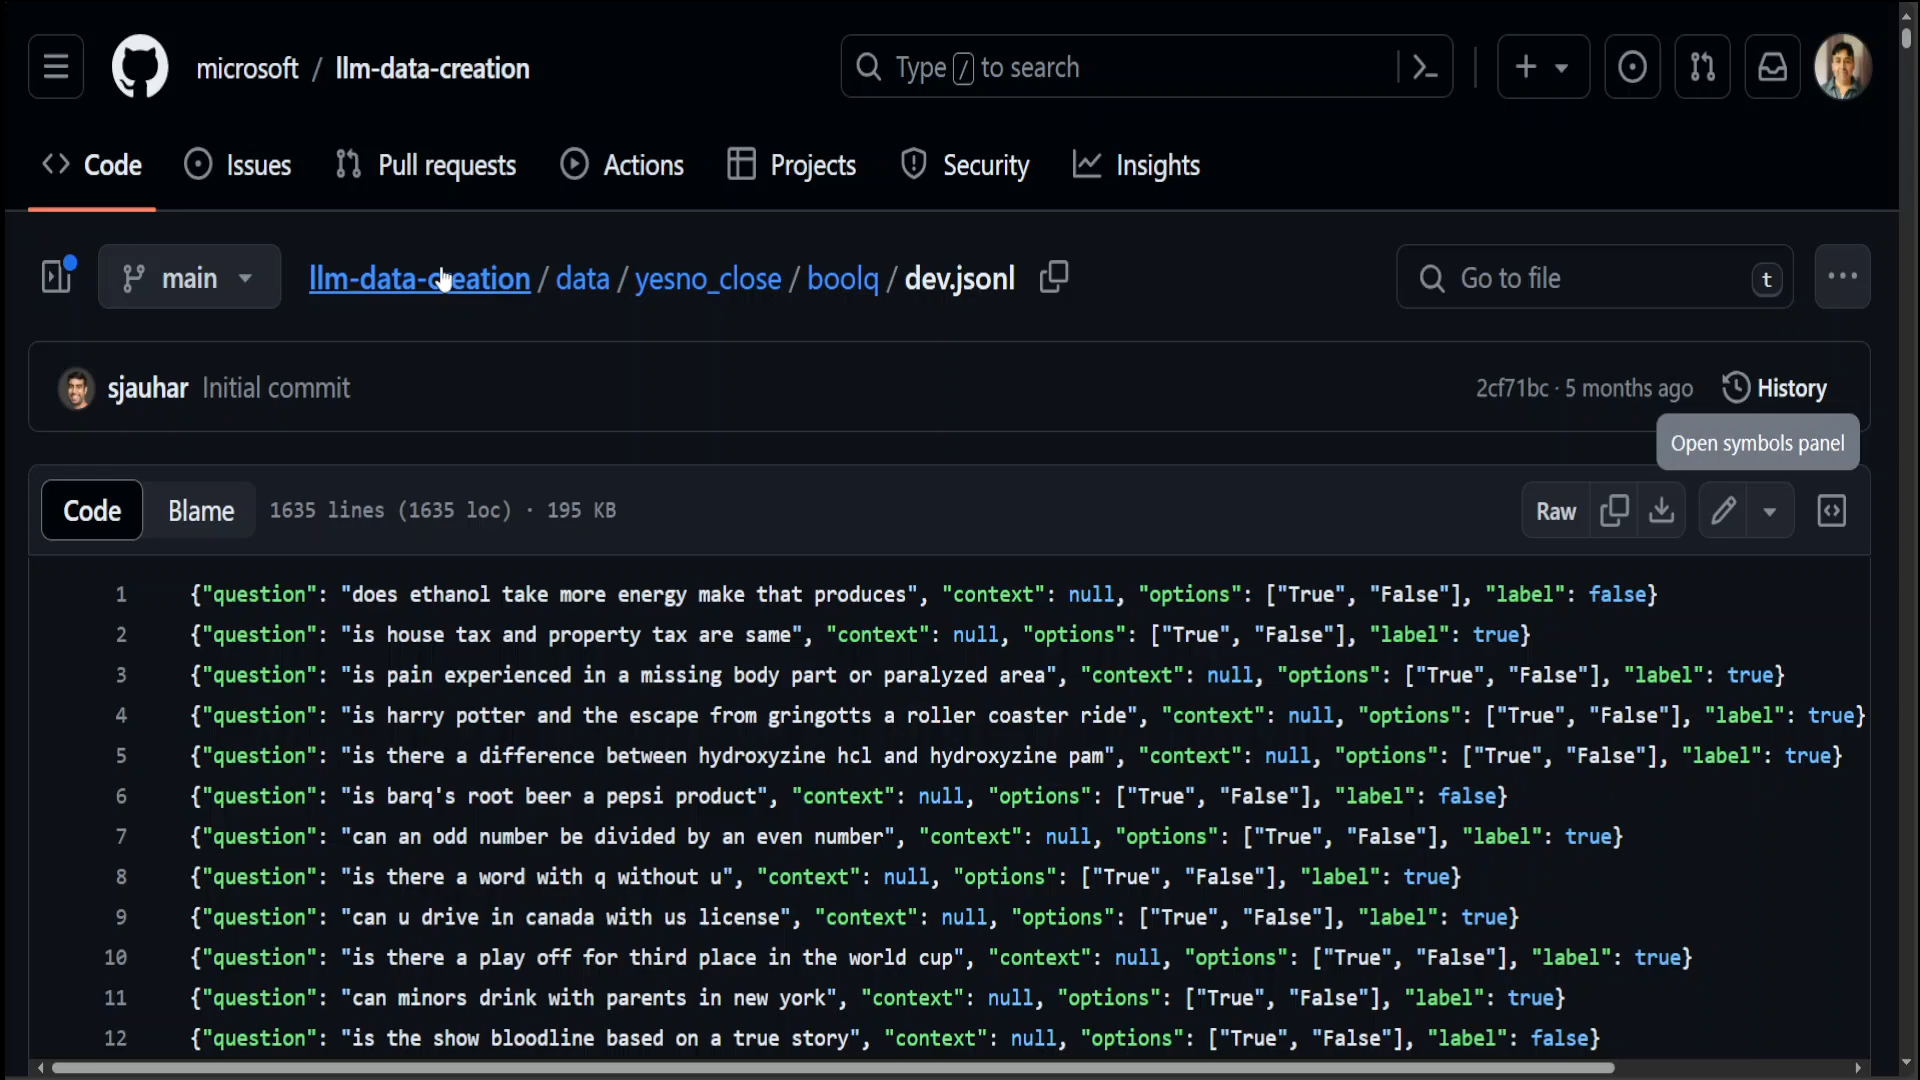 microsoft / llm-data-creation
Type / to search
Code Issues Pull requests Actions Projects Security Insights
main llm-data-creation / data / yesno_close / boolq / dev.jsonl Go to file t
sjauhar Initial commit 2cf71bc · 5 months ago History
Open symbols panel
Code Blame 1635 lines (1635 loc) · 195 KB Raw
1 {"question": "does ethanol take more energy make that produces", "context": null, "options": ["True", "False"], "label": false}
2 {"question": "is house tax and property tax are same", "context": null, "options": ["True", "False"], "label": true}
3 {"question": "is pain experienced in a missing body part or paralyzed area", "context": null, "options": ["True", "False"], "label": true}
4 {"question": "is harry potter and the escape from gringotts a roller coaster ride", "context": null, "options": ["True", "False"], "label": true}
5 {"question": "is there a difference between hydroxyzine hcl and hydroxyzine pam", "context": null, "options": ["True", "False"], "label": true}
6 {"question": "is barq's root beer a pepsi product", "context": null, "options": ["True", "False"], "label": false}
7 {"question": "can an odd number be divided by an even number", "context": null, "options": ["True", "False"], "label": true}
8 {"question": "is there a word with q without u", "context": null, "options": ["True", "False"], "label": true}
9 {"question": "can u drive in canada with us license", "context": null, "options": ["True", "False"], "label": true}
10 {"question": "is there a play off for third place in the world cup", "context": null, "options": ["True", "False"], "label": true}
11 {"question": "can minors drink with parents in new york", "context": null, "options": ["True", "False"], "label": true}
12 {"question": "is the show bloodline based on a true story", "context": null, "options": ["True", "False"], "label": false}